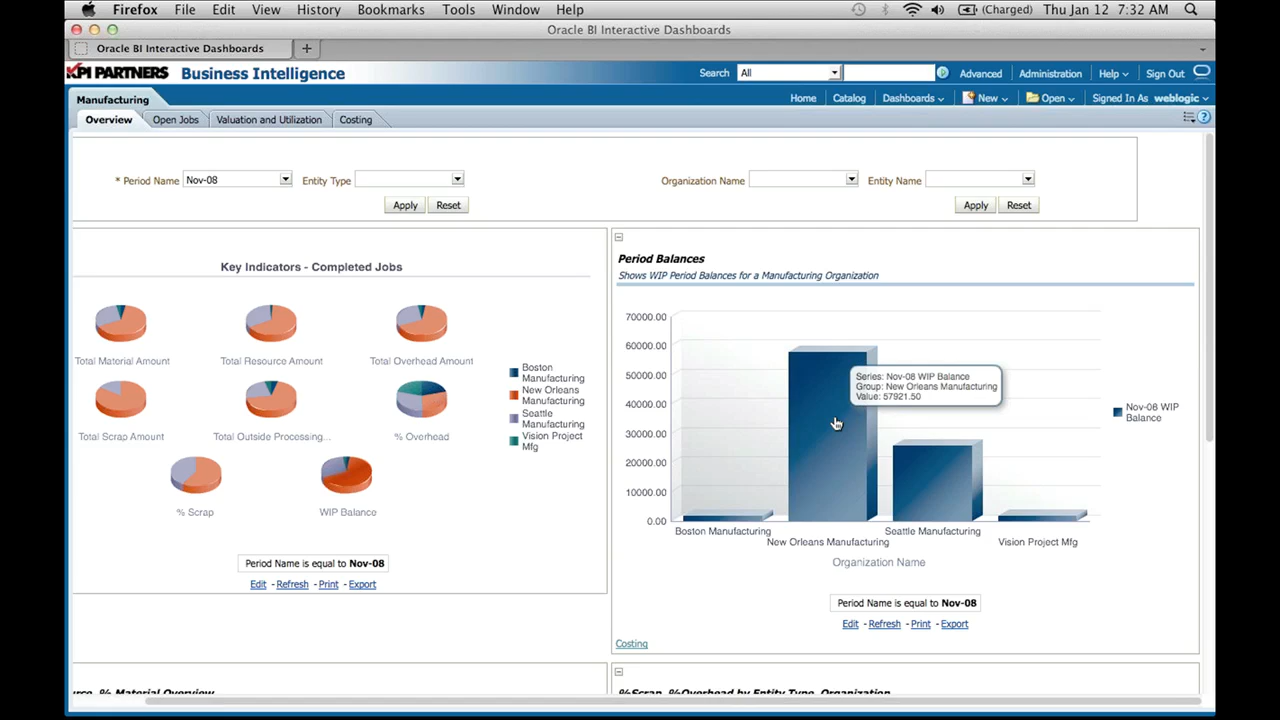 Firefox File Edit View History Bookmarks Tools Window Help (Charged) Thu Jan 12 7:32 AM
Oracle BI Interactive Dashboards
Oracle BI Interactive Dashboards +
KPI PARTNERS Business Intelligence Search All Advanced Administration Help Sign Out
Manufacturing Home Catalog Dashboards New Open Signed In As weblogic
Overview Open Jobs Valuation and Utilization Costing
* Period Name Nov-08 Entity Type Organization Name Entity Name
Apply Reset Apply Reset
Key Indicators - Completed Jobs
Total Material Amount Total Resource Amount Total Overhead Amount
Total Scrap Amount Total Outside Processing... % Overhead
% Scrap WIP Balance
Boston
Manufacturing
New Orleans
Manufacturing
Seattle
Manufacturing
Vision Project
Mfg
Period Name is equal to Nov-08
Edit - Refresh - Print - Export
Period Balances
Shows WIP Period Balances for a Manufacturing Organization
70000.00
60000.00
50000.00
40000.00
30000.00
20000.00
10000.00
0.00
Series: Nov-08 WIP Balance
Group: New Orleans Manufacturing
Value: 57921.50
Nov-08 WIP
Balance
Boston Manufacturing Seattle Manufacturing
New Orleans Manufacturing Vision Project Mfg
Organization Name
Period Name is equal to Nov-08
Edit - Refresh - Print - Export
Costing
% Material Overview
%Scrap, %Overhead by Entity Type, Organization